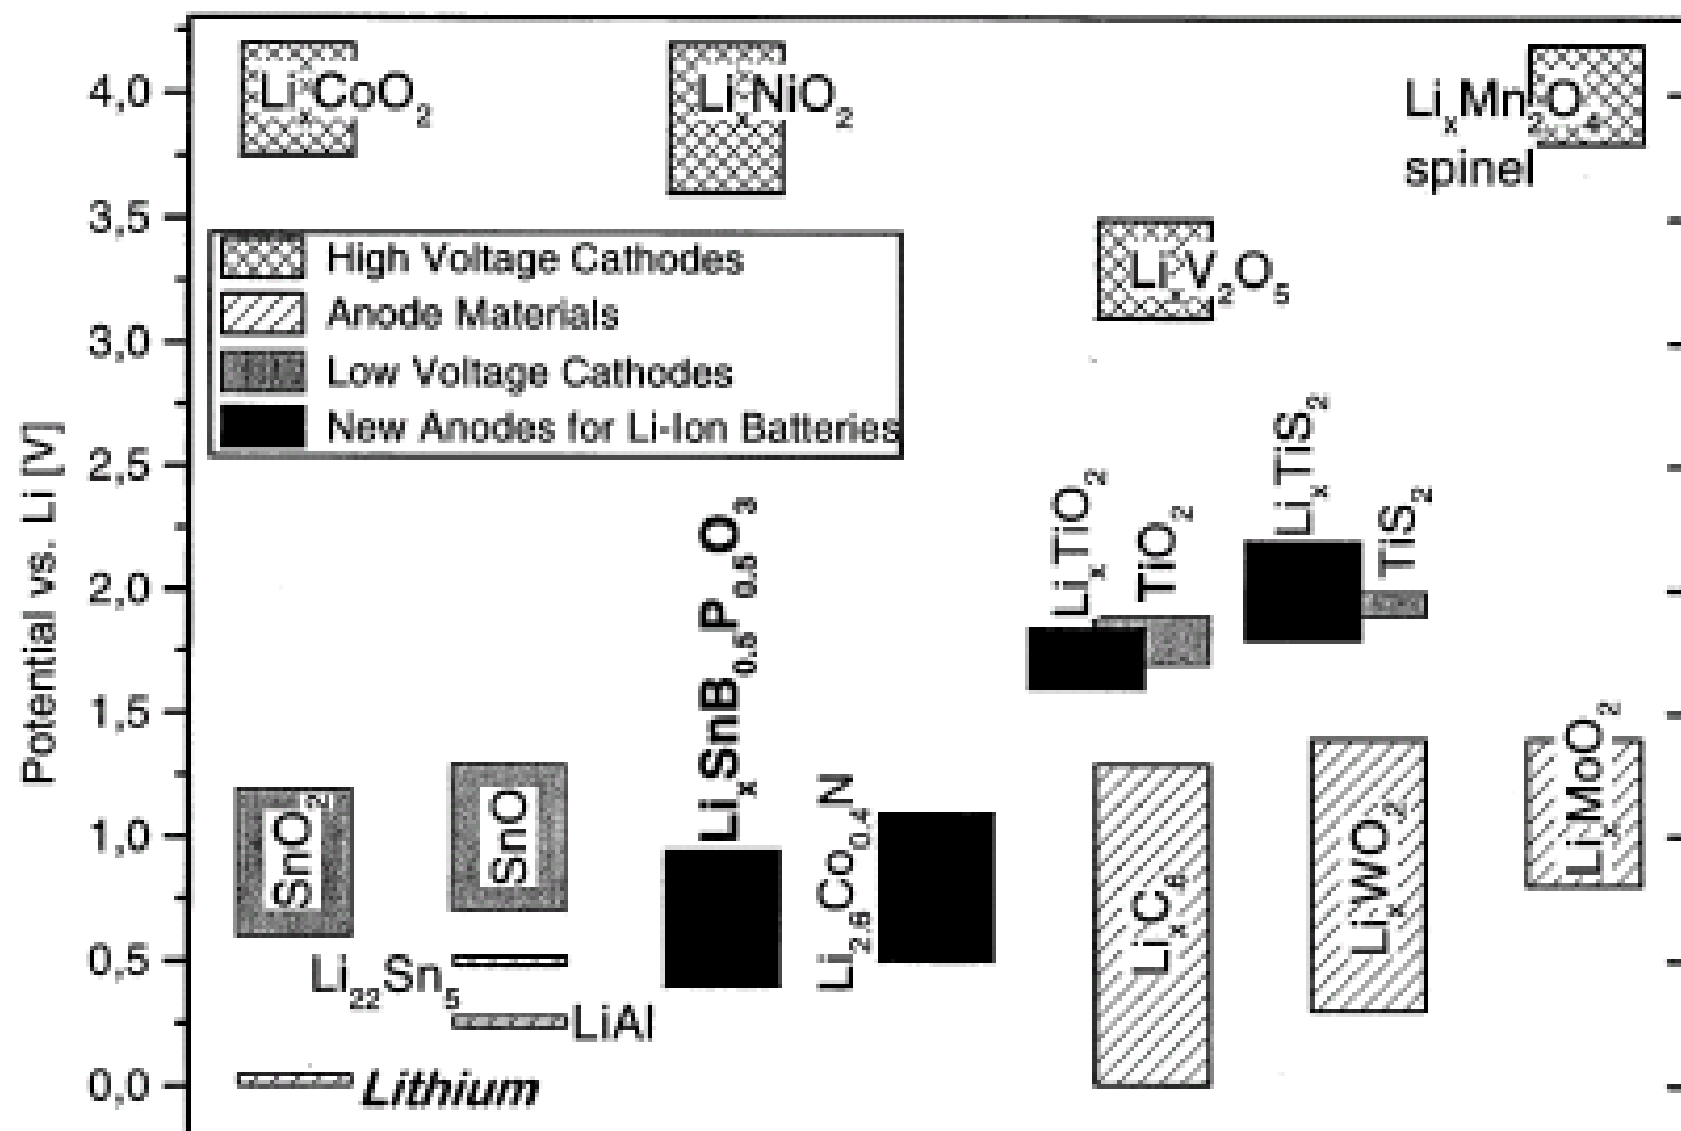 Potential vs. Li [V]
4,0
3,5
3,0
2,5
2,0
1,5
1,0
0,5
0,0
LiₓCoO₂
LiₓNiO₂
LiₓMn₂O₄
spinel
High Voltage Cathodes
Anode Materials
Low Voltage Cathodes
New Anodes for Li-Ion Batteries
LiₓV₂O₅
LiₓSnB₀.₅P₀.₅O₃
LiₓTiO₂
TiO₂
LiₓTiS₂
TiS₂
SnO₂
SnO
Li₂.₆Co₀.₄N
LiₓC₆
LiₓWO₂
LiₓMoO₂
Li₂₂Sn₅
LiAl
Lithium